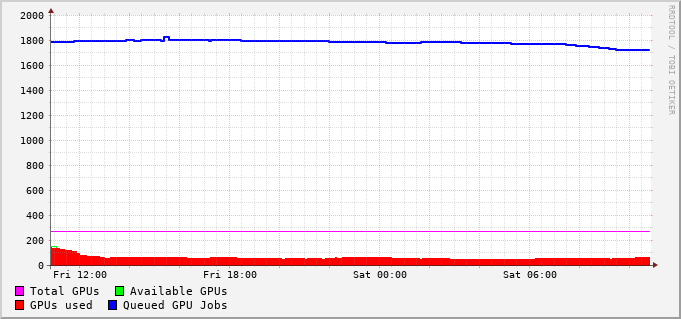 2000
1800
1600
1400
1200
1000
800
600
400
200
0
Fri 12:00 Fri 18:00 Sat 00:00 Sat 06:00
Total GPUs Available GPUs
GPUs used Queued GPU Jobs
RRDTOOL / TOBI OETIKER